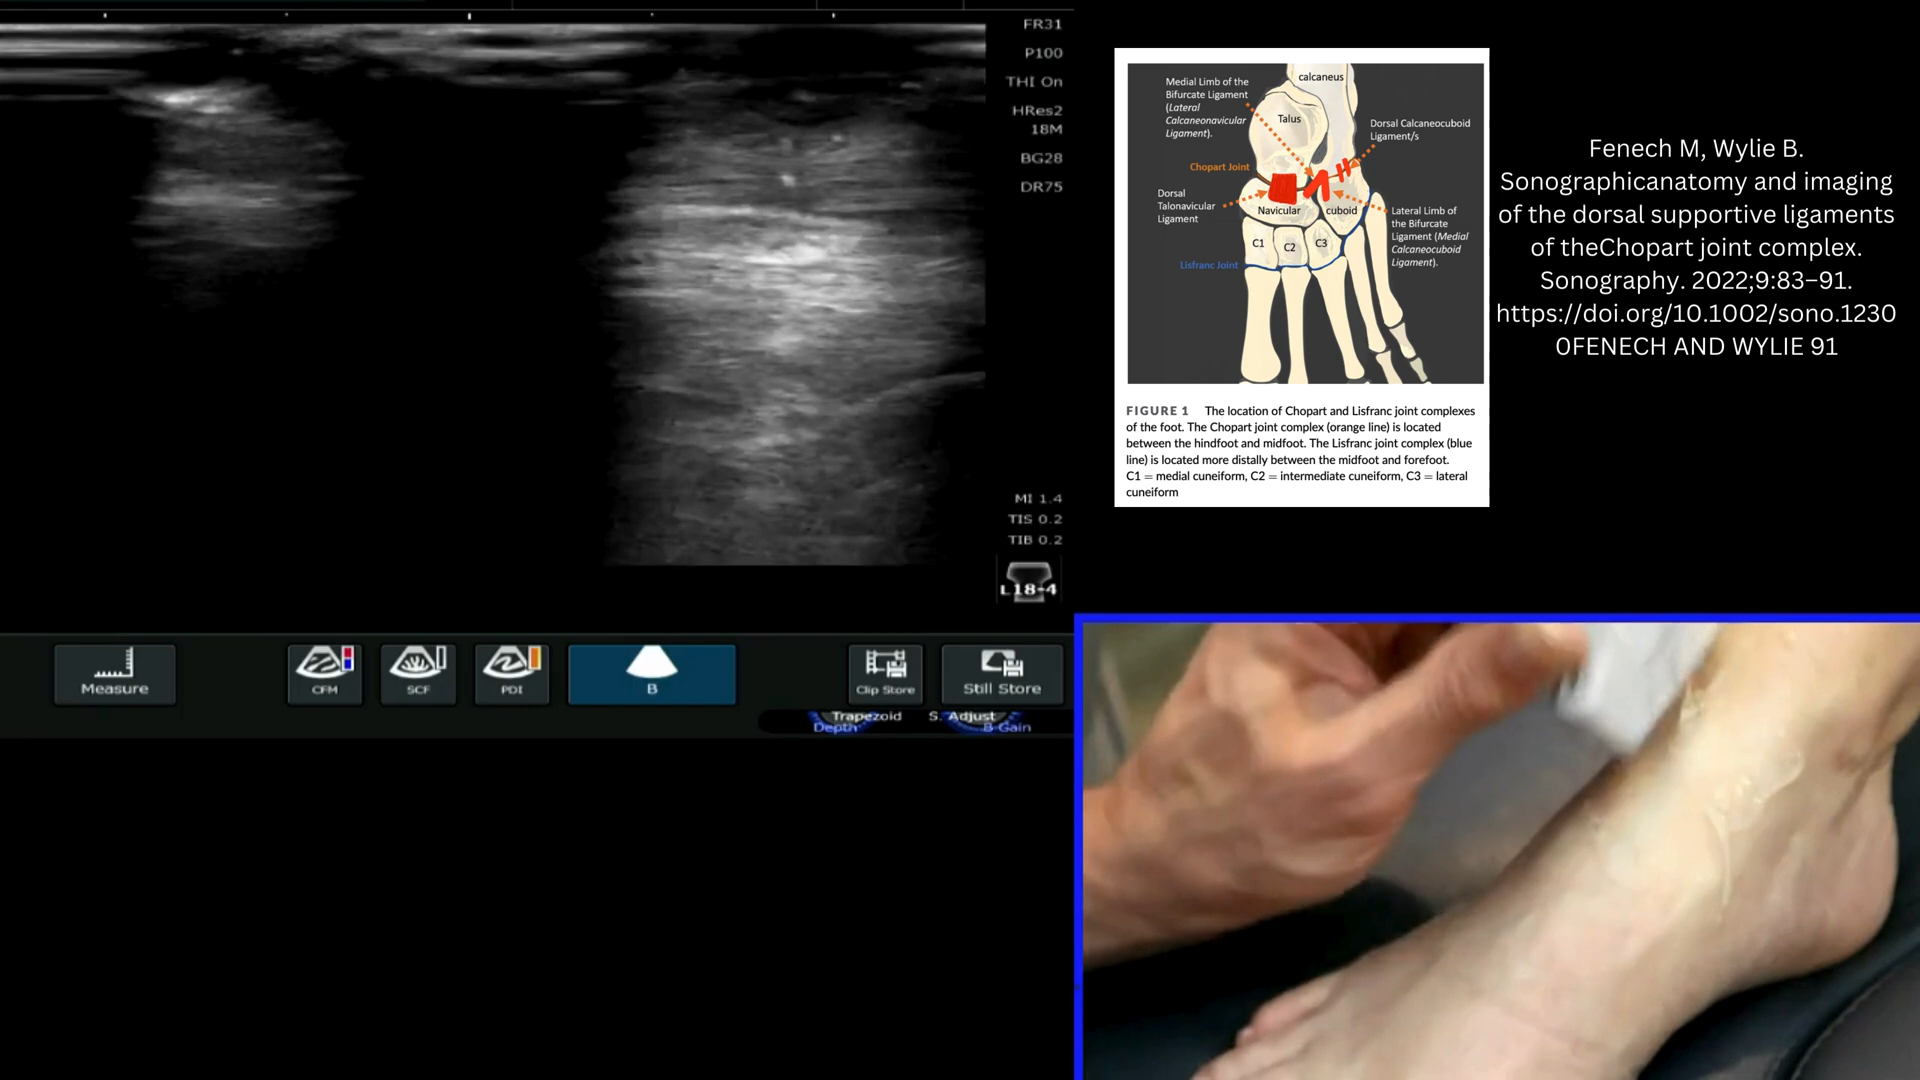 FR31
P100
THI On
HRes2
18M
BG28
DR75
MI 1.4
TIS 0.2
TIB 0.2
L18-4
Measure
CFM
SCF
PDI
B
Clip Store
Still Store
Trapezoid
S. Adjust
Depth
B Gain
calcaneus
Medial Limb of the
Bifurcate Ligament
(Lateral
Calcaneonavicular
Ligament).
Talus
Dorsal Calcaneocuboid
Ligament/s
Chopart Joint
Dorsal
Talonavicular
Ligament
Navicular
cuboid
Lateral Limb of
the Bifurcate
Ligament (Medial
Calcaneocuboid
Ligament).
C1
C2
C3
Lisfranc Joint
FIGURE 1 The location of Chopart and Lisfranc joint complexes
of the foot. The Chopart joint complex (orange line) is located
between the hindfoot and midfoot. The Lisfranc joint complex (blue
line) is located more distally between the midfoot and forefoot.
C1 = medial cuneiform, C2 = intermediate cuneiform, C3 = lateral
cuneiform
Fenech M, Wylie B.
Sonographicanatomy and imaging
of the dorsal supportive ligaments
of theChopart joint complex.
Sonography. 2022;9:83–91.
https://doi.org/10.1002/sono.1230
0FENECH AND WYLIE 91